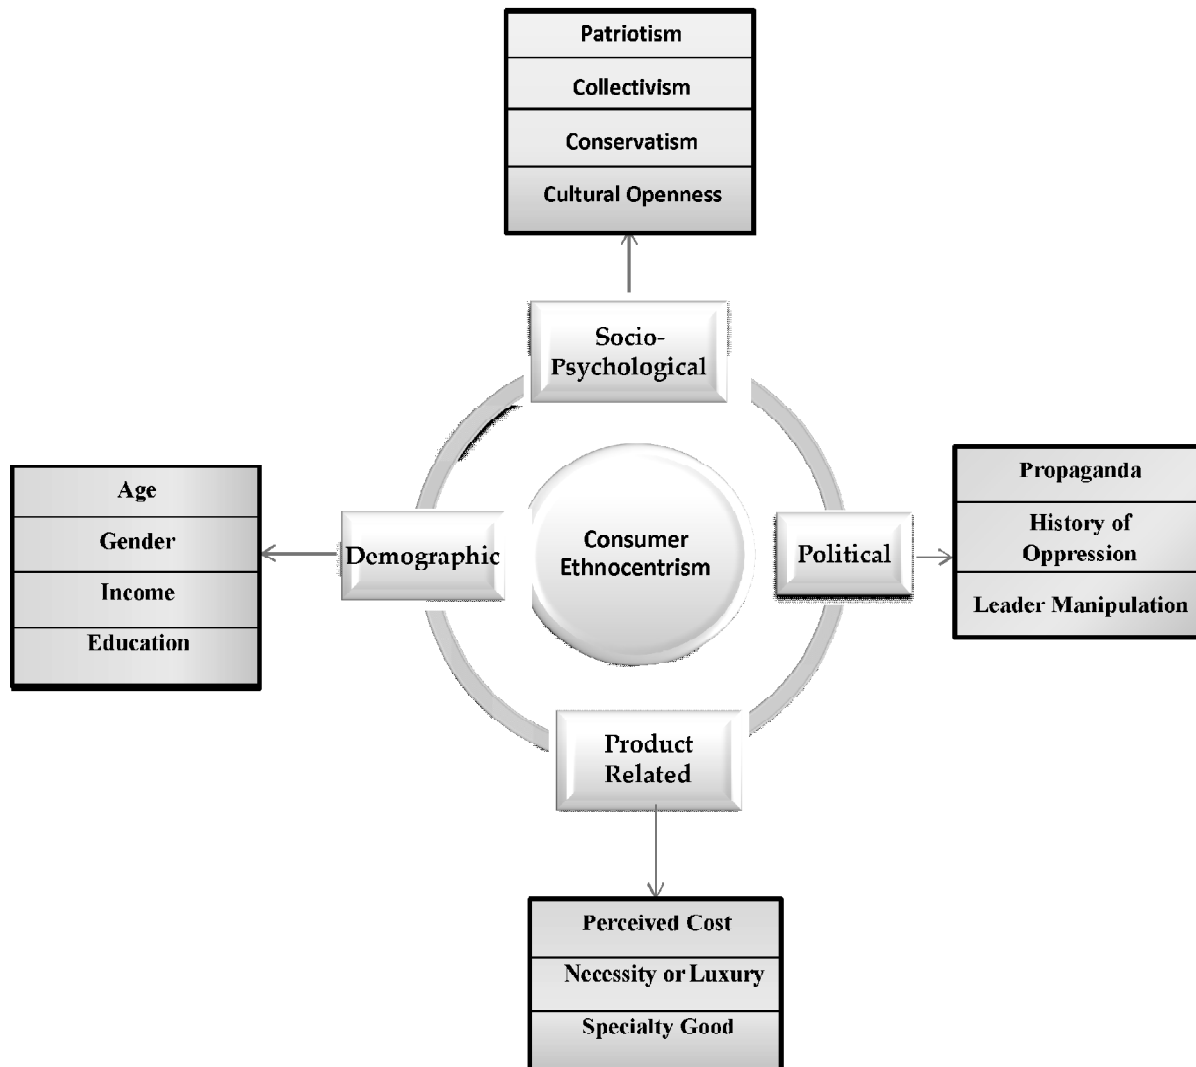 Patriotism
Collectivism
Conservatism
Cultural Openness
Socio-
Psychological
Age
Gender
Income
Education
Demographic
Consumer
Ethnocentrism
Political
Propaganda
History of
Oppression
Leader Manipulation
Product
Related
Perceived Cost
Necessity or Luxury
Specialty Good